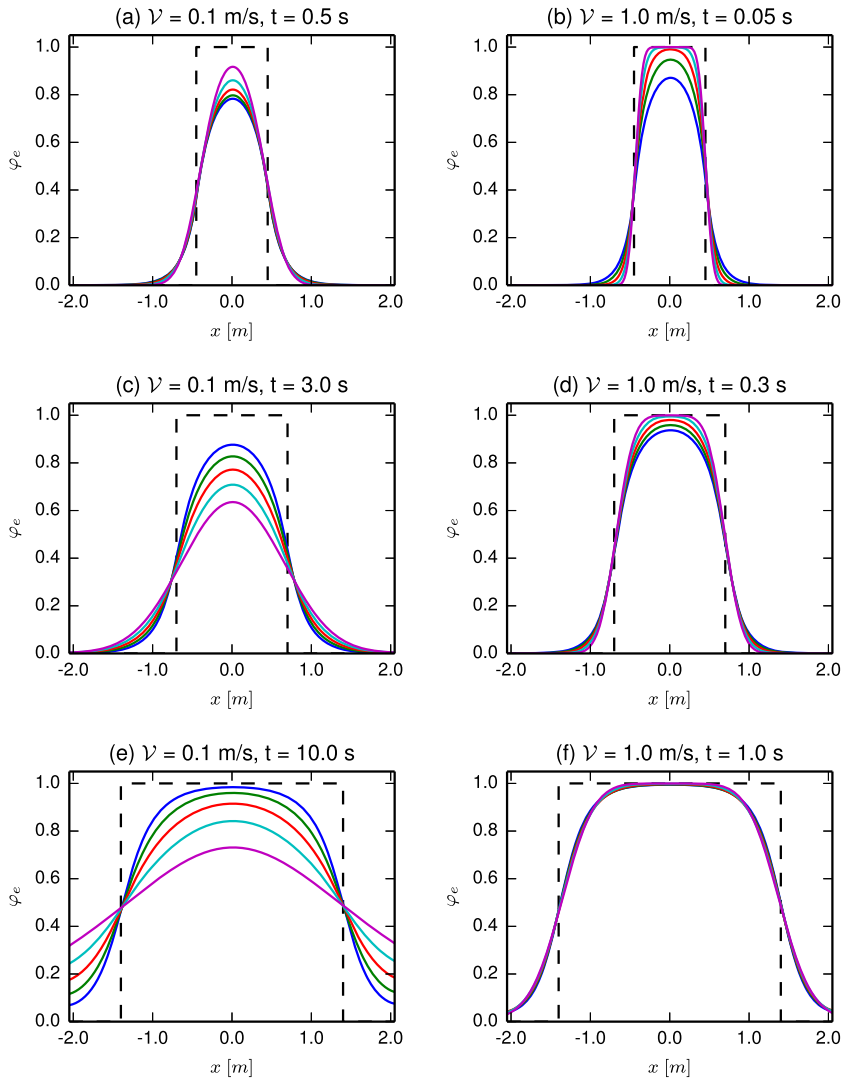 (a) 𝒱 = 0.1 m/s, t = 0.5 s
1.0
0.8
0.6
0.4
0.2
0.0
φe
-2.0 -1.0 0.0 1.0 2.0
x [m]
(b) 𝒱 = 1.0 m/s, t = 0.05 s
1.0
0.8
0.6
0.4
0.2
0.0
φe
-2.0 -1.0 0.0 1.0 2.0
x [m]
(c) 𝒱 = 0.1 m/s, t = 3.0 s
1.0
0.8
0.6
0.4
0.2
0.0
φe
-2.0 -1.0 0.0 1.0 2.0
x [m]
(d) 𝒱 = 1.0 m/s, t = 0.3 s
1.0
0.8
0.6
0.4
0.2
0.0
φe
-2.0 -1.0 0.0 1.0 2.0
x [m]
(e) 𝒱 = 0.1 m/s, t = 10.0 s
1.0
0.8
0.6
0.4
0.2
0.0
φe
-2.0 -1.0 0.0 1.0 2.0
x [m]
(f) 𝒱 = 1.0 m/s, t = 1.0 s
1.0
0.8
0.6
0.4
0.2
0.0
φe
-2.0 -1.0 0.0 1.0 2.0
x [m]